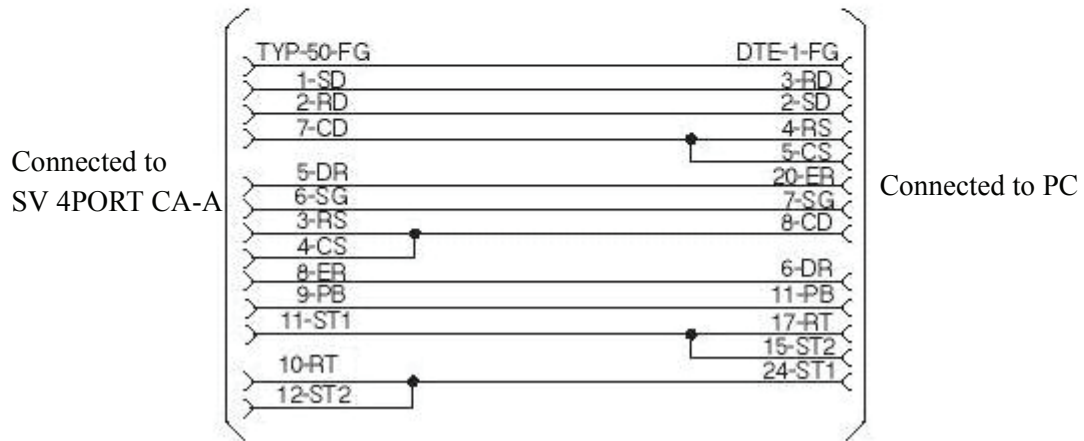 TYP-50-FG DTE-1-FG
1-SD 3-RD
2-RD 2-SD
7-CD 4-RS
5-CS
Connected to
SV 4PORT CA-A
5-DR 20-ER
Connected to PC
6-SG 7-SG
3-RS 8-CD
4-CS
8-ER 6-DR
9-PB 11-PB
11-ST1 17-RT
15-ST2
10-RT 24-ST1
12-ST2